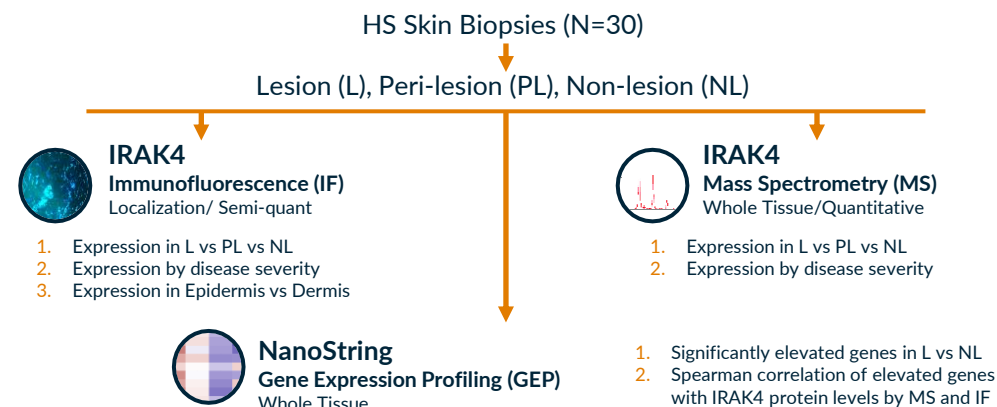 HS Skin Biopsies (N=30)
Lesion (L), Peri-lesion (PL), Non-lesion (NL)
IRAK4
Immunofluorescence (IF)
Localization/ Semi-quant
1. Expression in L vs PL vs NL
2. Expression by disease severity
3. Expression in Epidermis vs Dermis
IRAK4
Mass Spectrometry (MS)
Whole Tissue/Quantitative
1. Expression in L vs PL vs NL
2. Expression by disease severity
NanoString
Gene Expression Profiling (GEP)
Whole Tissue
1. Significantly elevated genes in L vs NL
2. Spearman correlation of elevated genes
with IRAK4 protein levels by MS and IF